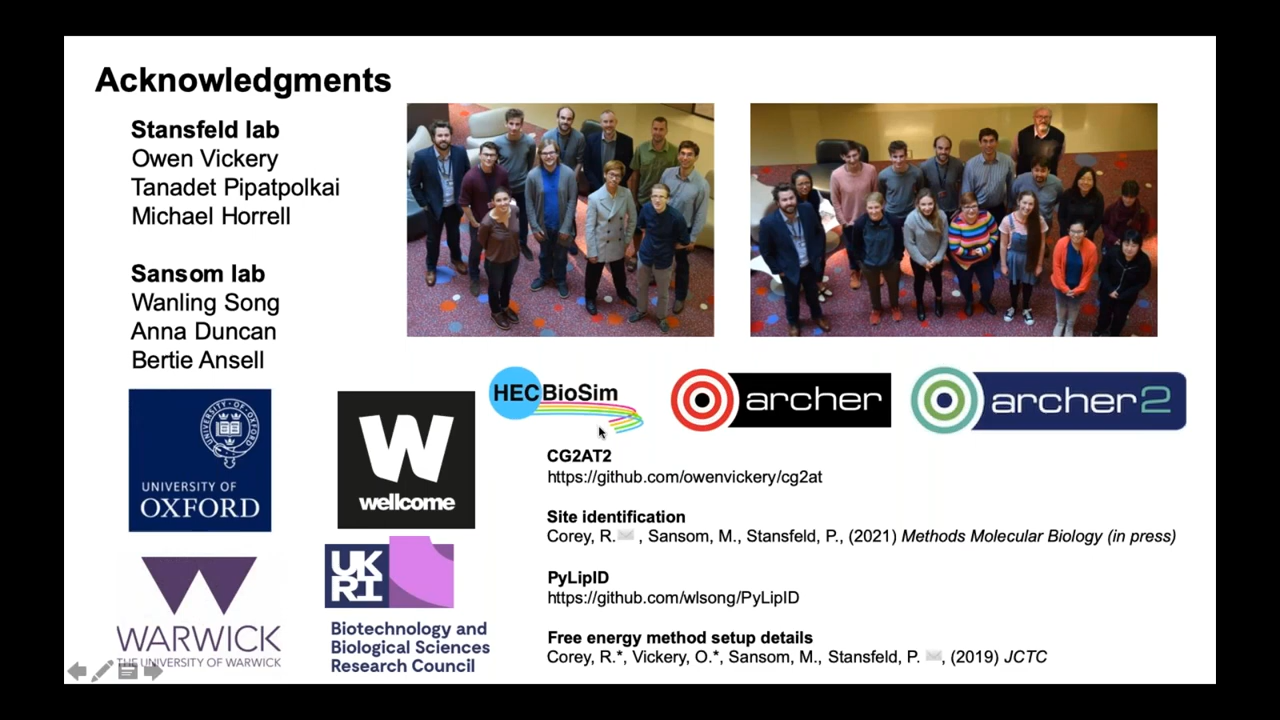 Acknowledgments
Stansfeld lab
Owen Vickery
Tanadet Pipatpolkai
Michael Horrell
Sansom lab
Wanling Song
Anna Duncan
Bertie Ansell
UNIVERSITY OF
OXFORD
W
wellcome
WARWICK
THE UNIVERSITY OF WARWICK
UK
RI
Biotechnology and
Biological Sciences
Research Council
HECBioSim
archer
archer2
CG2AT2
https://github.com/owenvickery/cg2at
Site identification
Corey, R. , Sansom, M., Stansfeld, P., (2021) Methods Molecular Biology (in press)
PyLipID
https://github.com/wlsong/PyLipID
Free energy method setup details
Corey, R.*, Vickery, O.*, Sansom, M., Stansfeld, P. , (2019) JCTC